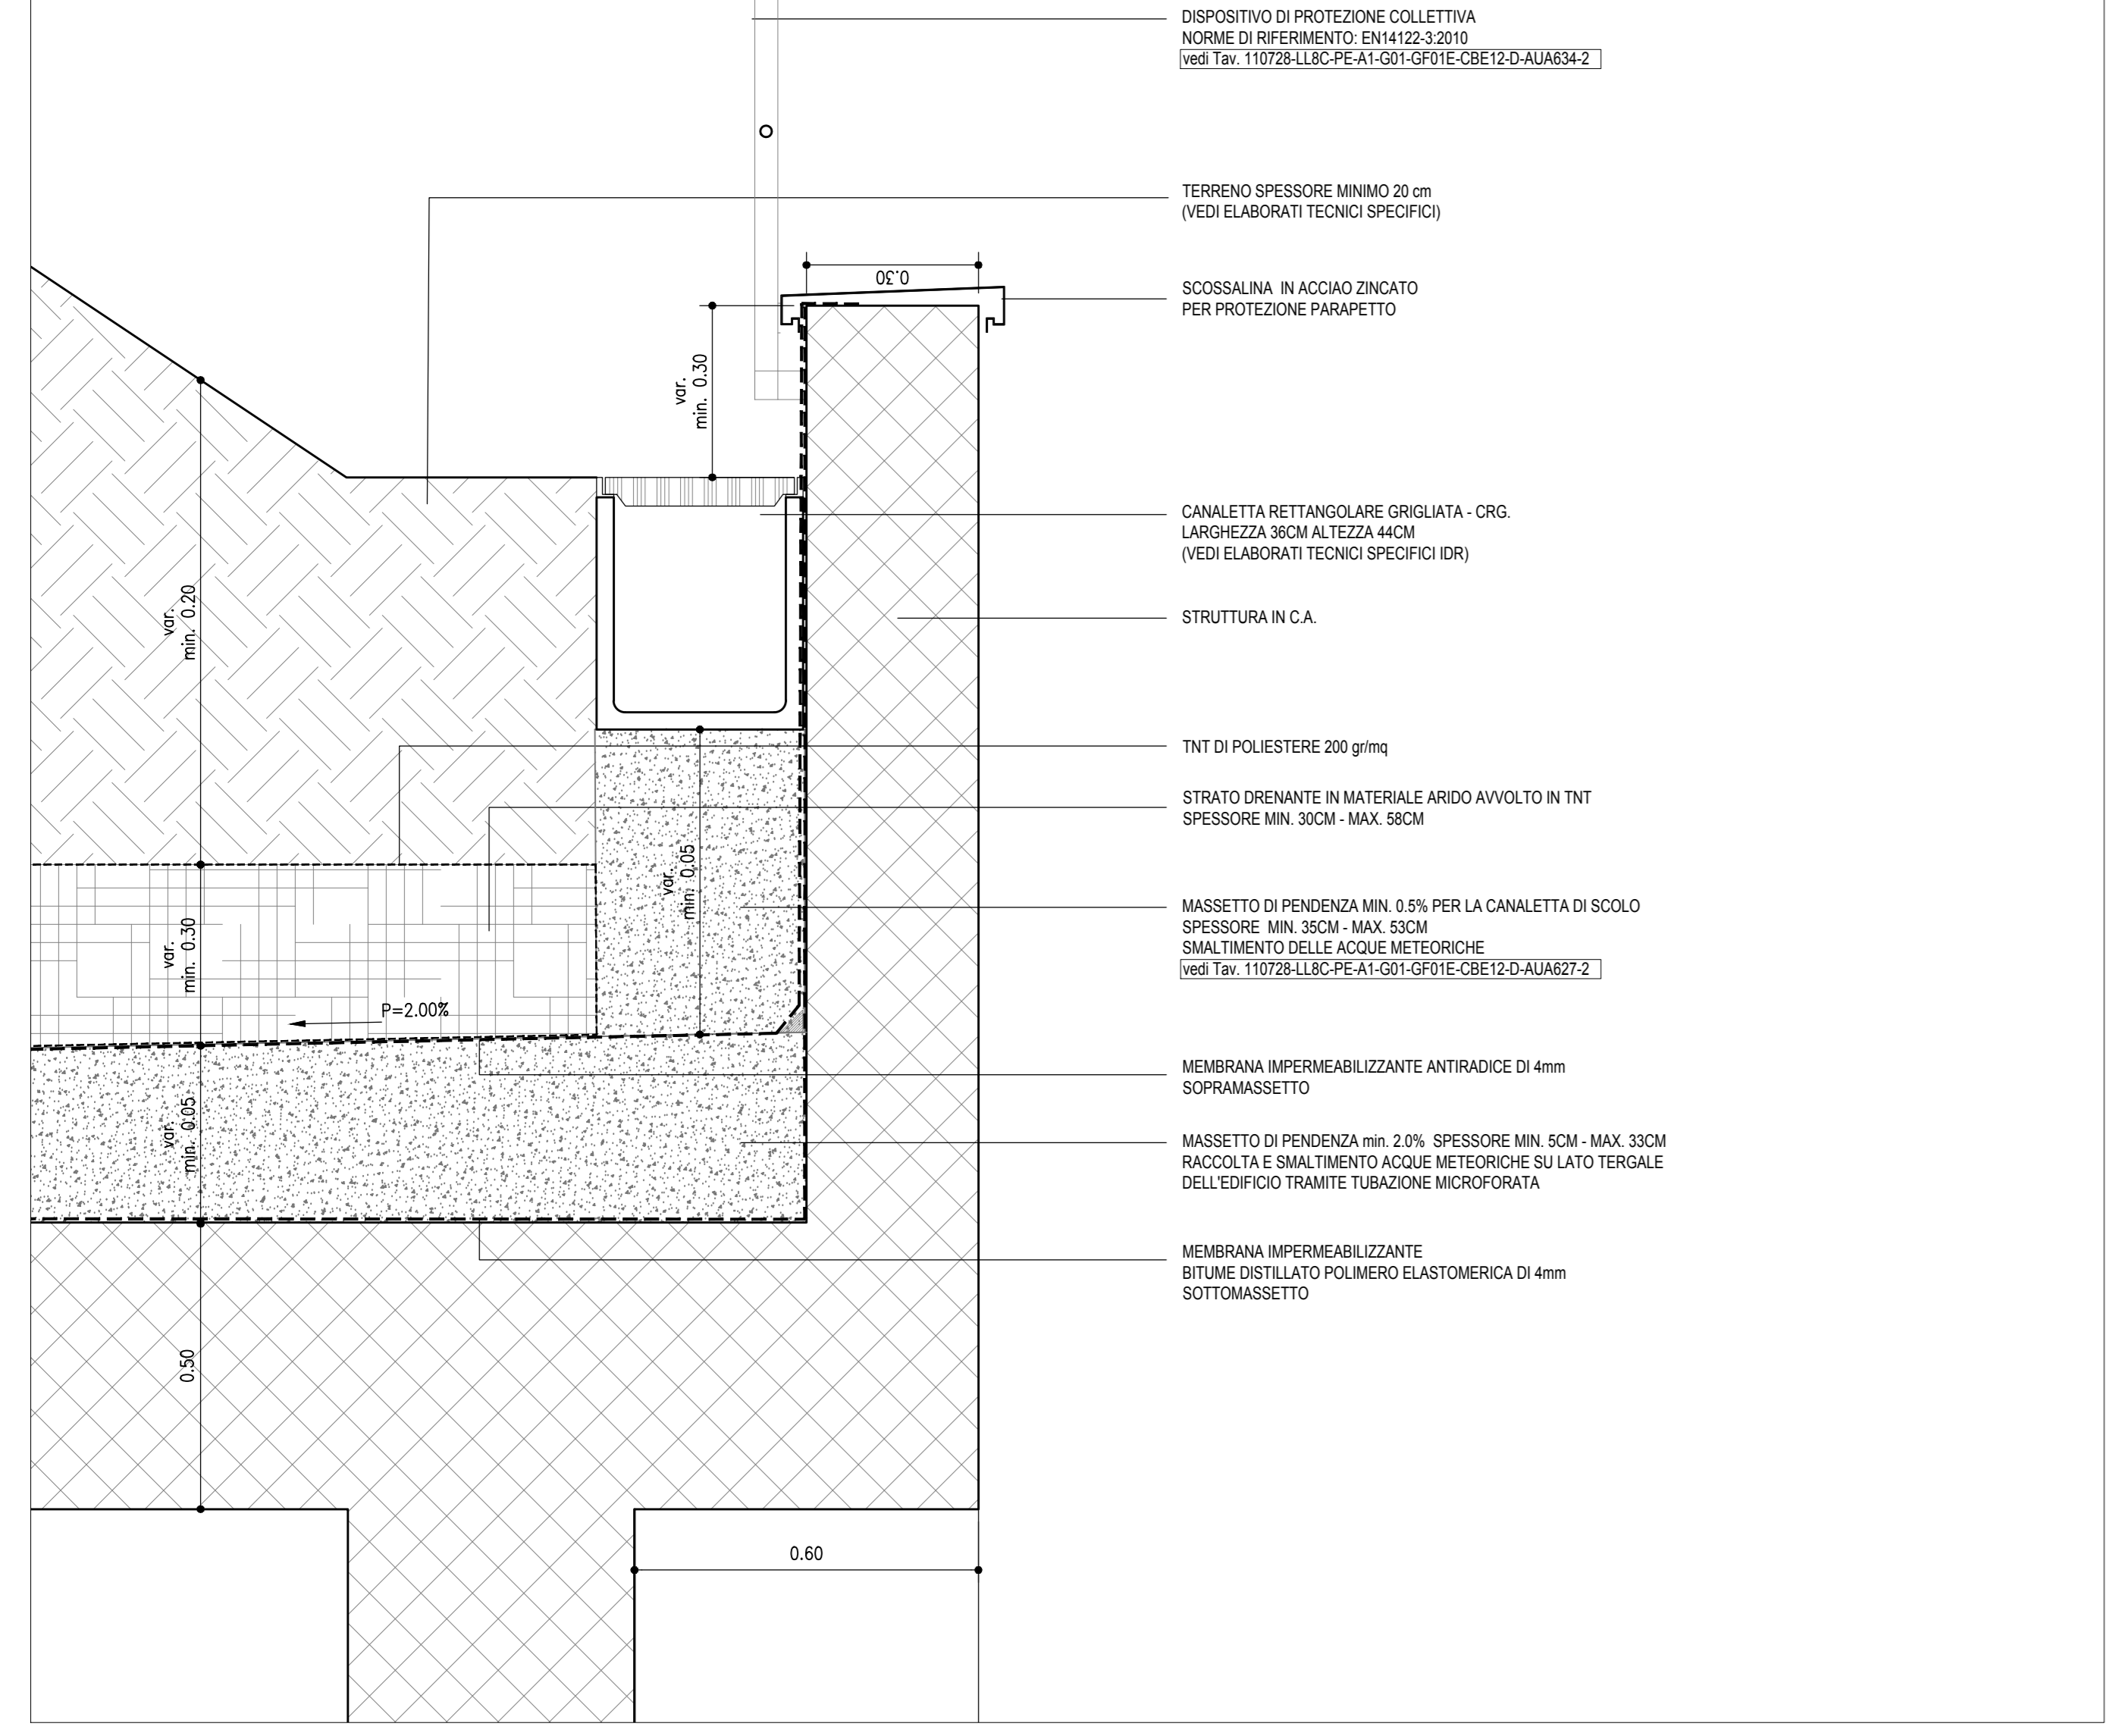 DISPOSITIVO DI PROTEZIONE COLLETTIVA
NORME DI RIFERIMENTO: EN14122-3:2010
vedi Tav. 110728-LL8C-PE-A1-G01-GF01E-CBE12-D-AUA634-2
TERRENO SPESSORE MINIMO 20 cm
(VEDI ELABORATI TECNICI SPECIFICI)
0.30
SCOSSALINA IN ACCIAO ZINCATO
PER PROTEZIONE PARAPETTO
var.
min. 0.30
CANALETTA RETTANGOLARE GRIGLIATA - CRG.
LARGHEZZA 36CM ALTEZZA 44CM
(VEDI ELABORATI TECNICI SPECIFICI IDR)
var.
min. 0.20
STRUTTURA IN C.A.
TNT DI POLIESTERE 200 gr/mq
STRATO DRENANTE IN MATERIALE ARIDO AVVOLTO IN TNT
SPESSORE MIN. 30CM - MAX. 58CM
var.
min. 0.05
MASSETTO DI PENDENZA MIN. 0.5% PER LA CANALETTA DI SCOLO
SPESSORE MIN. 35CM - MAX. 53CM
SMALTIMENTO DELLE ACQUE METEORICHE
vedi Tav. 110728-LL8C-PE-A1-G01-GF01E-CBE12-D-AUA627-2
var.
min. 0.30
P=2.00%
MEMBRANA IMPERMEABILIZZANTE ANTIRADICE DI 4mm
SOPRAMASSETTO
var.
min. 0.05
MASSETTO DI PENDENZA min. 2.0% SPESSORE MIN. 5CM - MAX. 33CM
RACCOLTA E SMALTIMENTO ACQUE METEORICHE SU LATO TERGALE
DELL'EDIFICIO TRAMITE TUBAZIONE MICROFORATA
MEMBRANA IMPERMEABILIZZANTE
BITUME DISTILLATO POLIMERO ELASTOMERICA DI 4mm
SOTTOMASSETTO
0.50
0.60